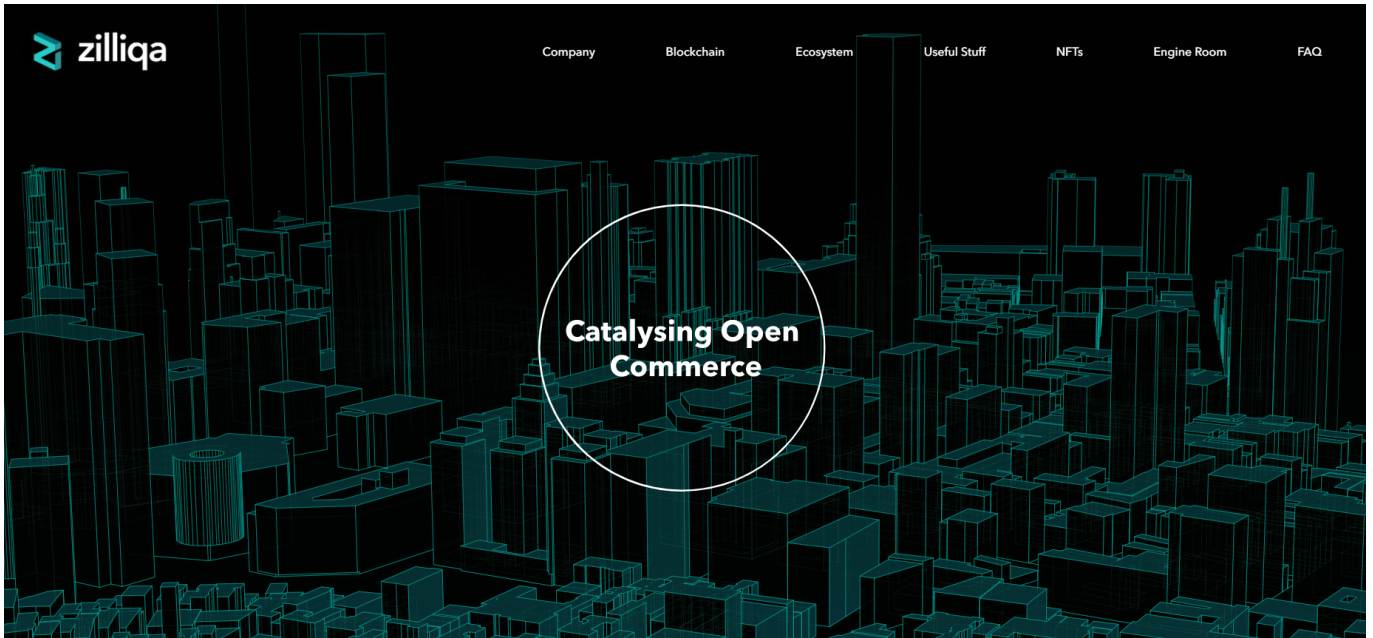 zilliqa
Company Blockchain Ecosystem Useful Stuff NFTs Engine Room FAQ
Catalysing Open
Commerce